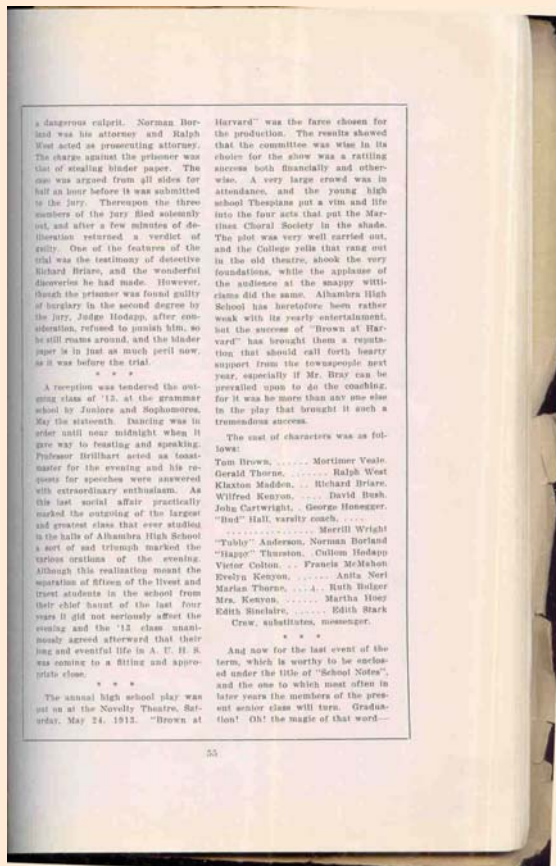 a dangerous culprit. Norman Bor-
land was his attorney and Ralph
West acted as prosecuting attorney.
The charge against the prisoner was
that of stealing binder paper. The
case was argued from all sides for
half an hour before it was submitted
to the jury. Thereupon the three
members of the jury filed solemnly
out, and after a few minutes of de-
liberation returned a verdict of
guilty. One of the features of the
trial was the testimony of detective
Richard Briare, and the wonderful
discoveries he had made. However,
though the prisoner was found guilty
of burglary in the second degree by
the jury, Judge Hodapp, after con-
sideration, refused to punish him, so
he still roams around, and the binder
paper is in just as much peril now,
as it was before the trial.
* * *
A reception was tendered the out-
going class of '13, at the grammar
school by Juniors and Sophomores,
May the sixteenth. Dancing was in
order until near midnight when it
gave way to feasting and speaking.
Professor Brillhart acted as toast-
master for the evening and his re-
quests for speeches were answered
with extraordinary enthusiasm. As
this last social affair practically
marked the outgoing of the largest
and greatest class that ever studied
in the halls of Alhambra High School
a sort of sad triumph marked the
various orations of the evening.
Although this realization meant the
separation of fifteen of the livest and
truest students in the school from
their chief haunt of the last four
years it did not seriously affect the
evening and the '13 class unani-
mously agreed afterward that their
long and eventful life in A. U. H. S.
was coming to a fitting and appro-
priate close.
* * *
The annual high school play was
put on at the Novelty Theatre, Sat-
urday, May 24, 1913. "Brown at
Harvard" was the farce chosen for
the production. The results showed
that the committee was wise in its
choice for the show was a rattling
success both financially and other-
wise. A very large crowd was in
attendance, and the young high
school Thespians put a vim and life
into the four acts that put the Mar-
tinez Choral Society in the shade.
The plot was very well carried out,
and the College yells that rang out
in the old theatre, shook the very
foundations, while the applause of
the audience at the snappy witti-
cisms did the same. Alhambra High
School has heretofore been rather
weak with its yearly entertainment,
but the success of "Brown at Har-
vard" has brought them a reputa-
tion that should call forth hearty
support from the townspeople next
year, especially if Mr. Bray can be
prevailed upon to do the coaching,
for it was he more than any one else
in the play that brought it such a
tremendous success.
The cast of characters was as fol-
lows:
Tom Brown, ...... Mortimer Veale.
Gerald Thorne, ....... Ralph West
Klaxton Madden, .. Richard Briare.
Wilfred Kenyon, .... David Bush.
John Cartwright, . George Honegger.
"Bud" Hall, varsity coach, ....
................ Merrill Wright
"Tubby" Anderson, Norman Borland
"Happy" Thurston, Cullom Hodapp
Victor Colton, .. Francis McMahon
Evelyn Kenyon, ...... Anita Neri
Marian Thorne, ...... Ruth Bolger
Mrs. Kenyon, ...... Martha Hoey
Edith Sinclaire, ...... Edith Stark
Crew, substitutes, messenger.
* * *
And now for the last event of the
term, which is worthy to be enclos-
ed under the title of "School Notes",
and the one to which most often in
later years the members of the pres-
ent senior class will turn. Gradua-
tion! Oh! the magic of that word—
55